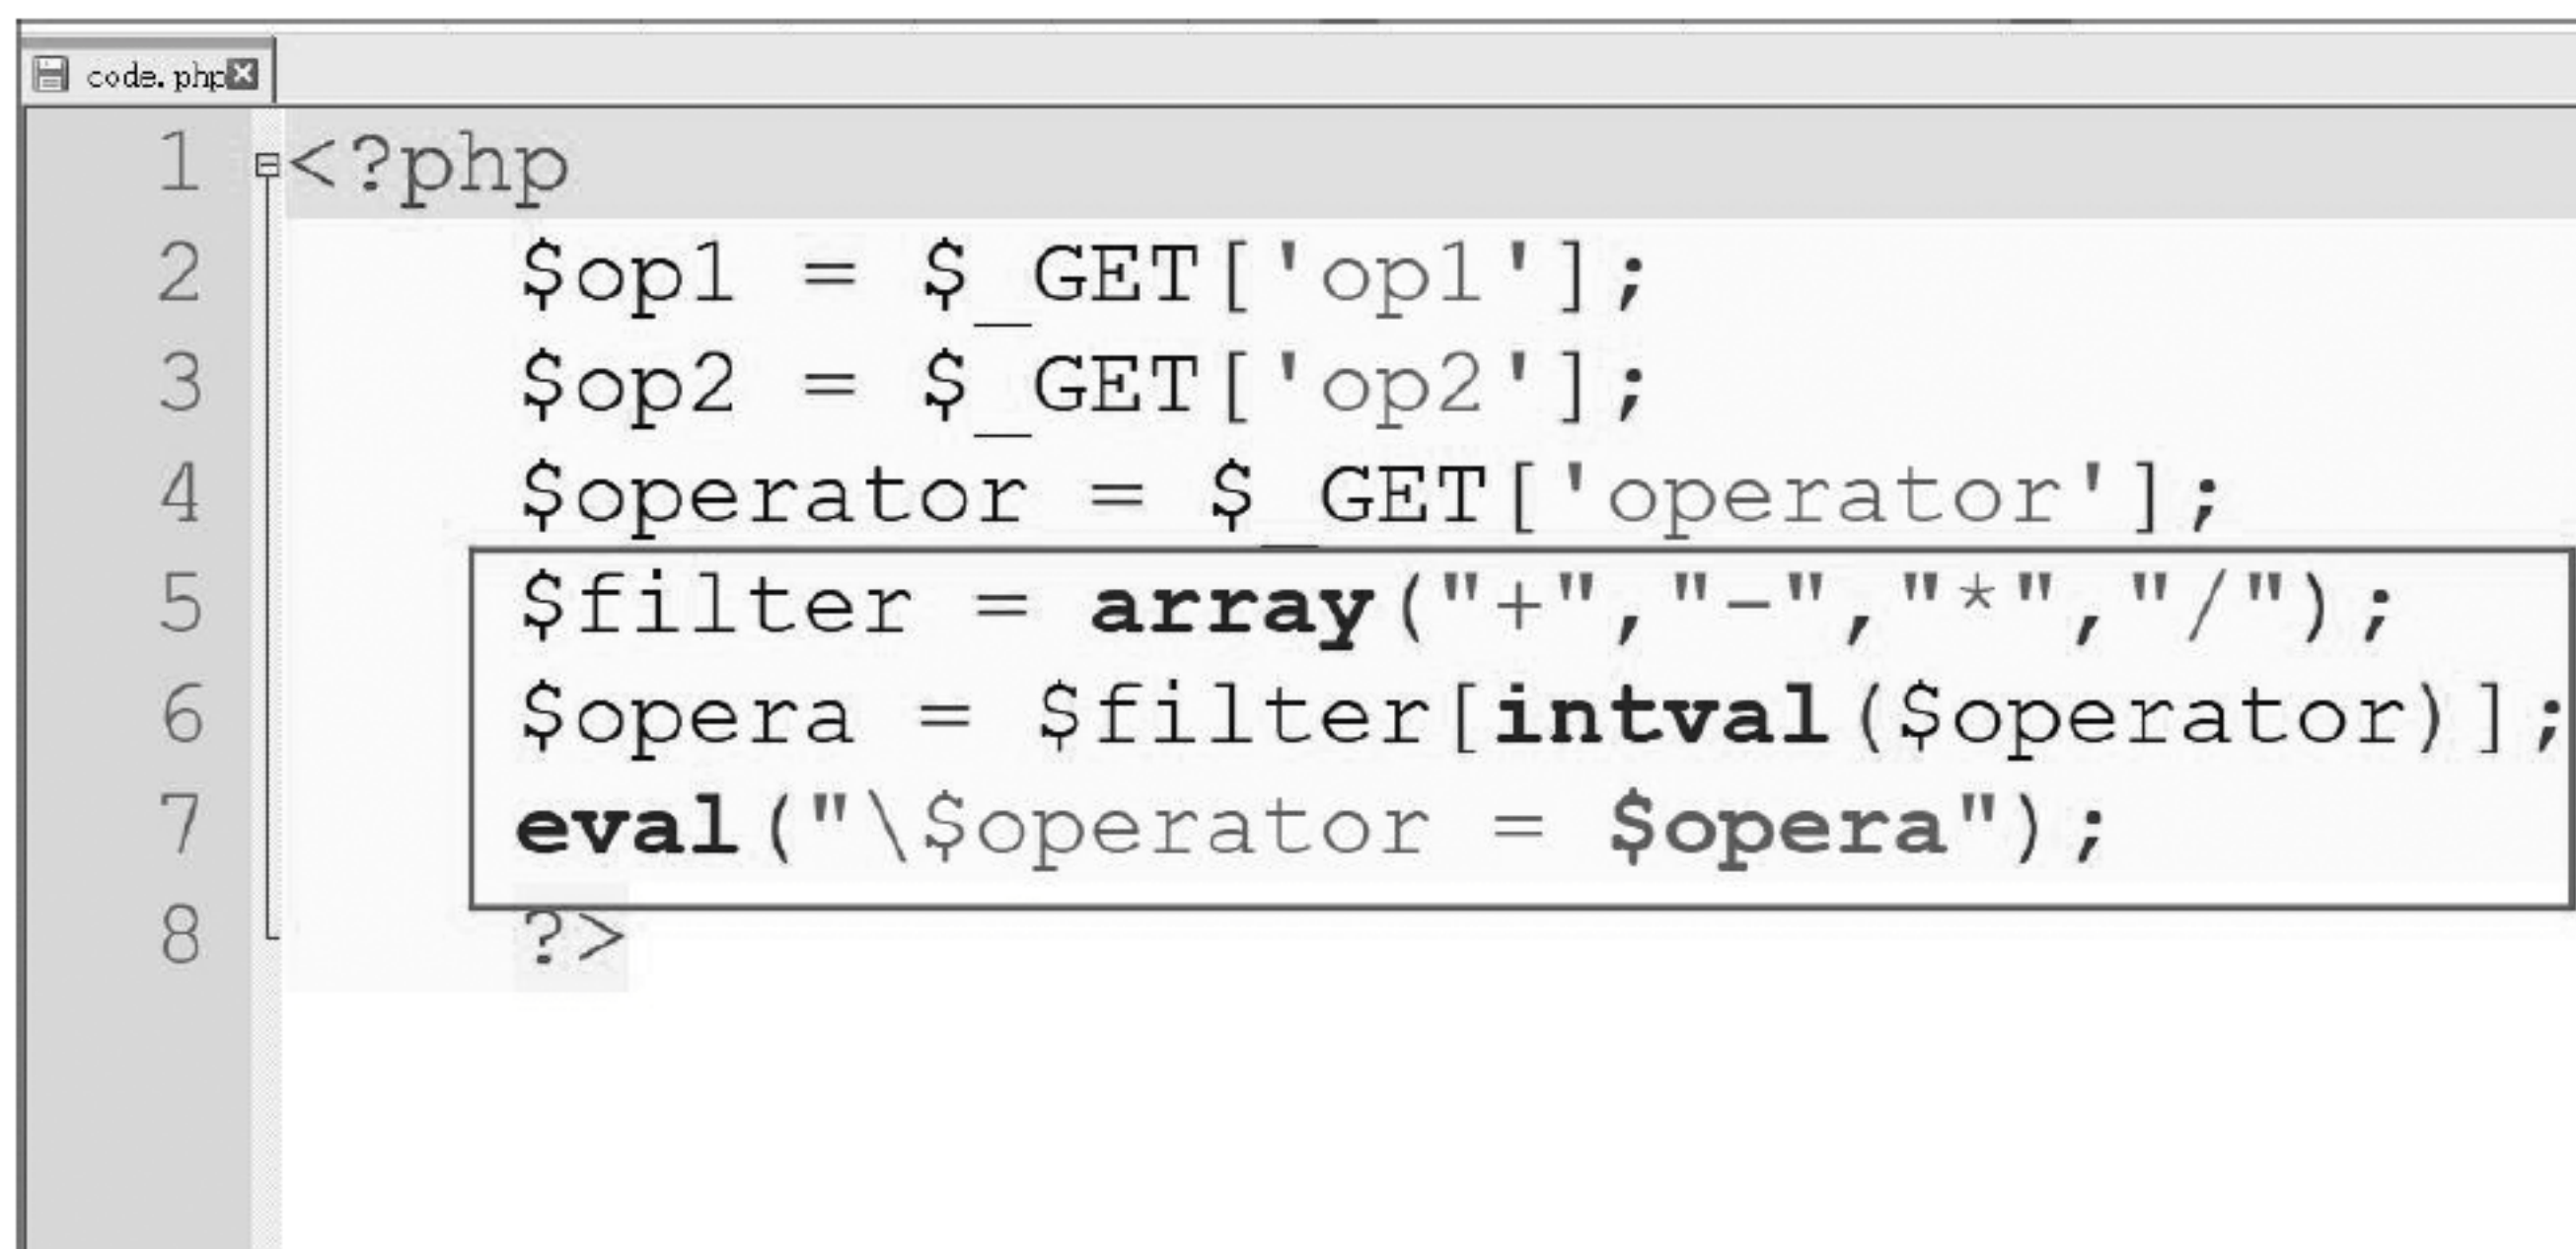 code.php
1 <?php
2 $op1 = $_GET['op1'];
3 $op2 = $_GET['op2'];
4 $operator = $_GET['operator'];
5 $filter = array("+","-","*","/");
6 $opera = $filter[intval($operator)];
7 eval("\$operator = $opera");
8 ?>